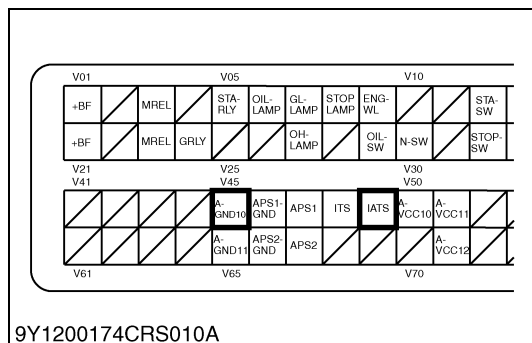 V01 V05 V10
+BF MREL STA-RLY OIL-LAMP GL-LAMP STOP LAMP ENG-WL STA-SW
+BF MREL GRLY OH-LAMP OIL-SW N-SW STOP-SW
V21 V25 V30
V41 V45 V50
A-GND10 APS1-GND APS1 ITS IATS A-VCC10 A-VCC11
A-GND11 APS2-GND APS2 A-VCC12
V61 V65 V70
9Y1200174CRS010A